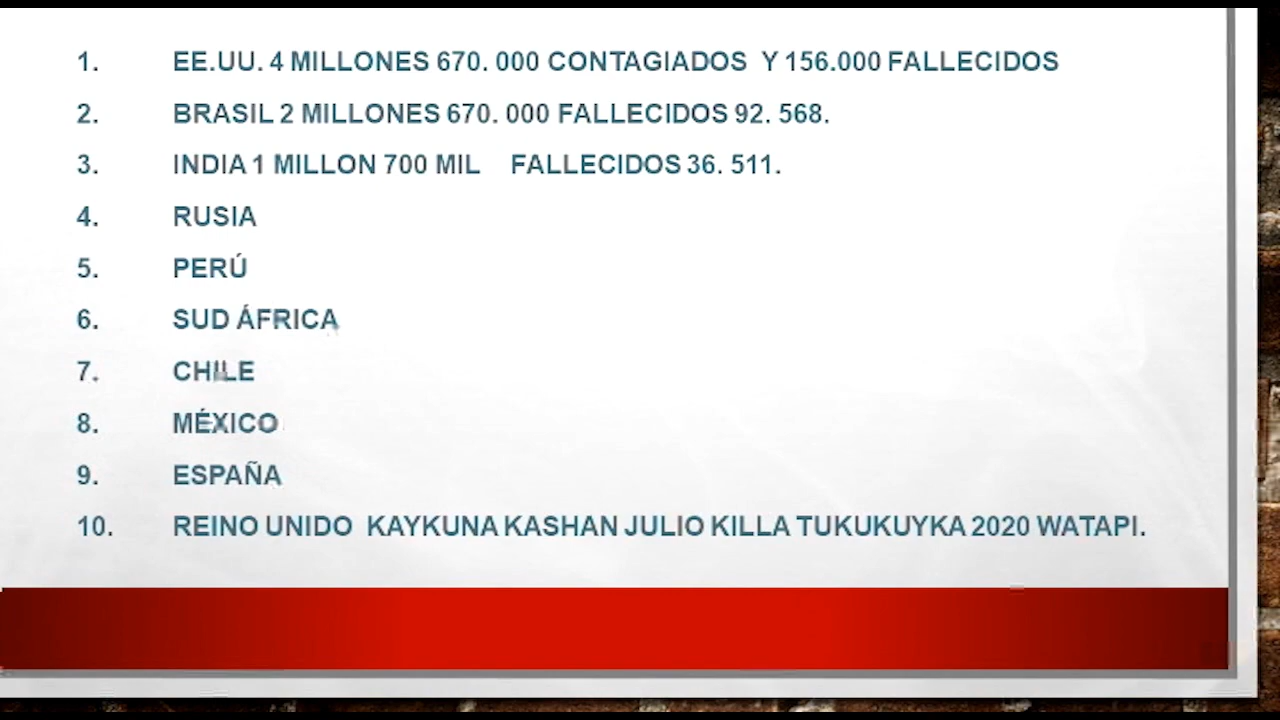 1. EE.UU. 4 MILLONES 670. 000 CONTAGIADOS Y 156.000 FALLECIDOS
2. BRASIL 2 MILLONES 670. 000 FALLECIDOS 92. 568.
3. INDIA 1 MILLON 700 MIL FALLECIDOS 36. 511.
4. RUSIA
5. PERÚ
6. SUD ÁFRICA
7. CHILE
8. MÉXICO
9. ESPAÑA
10. REINO UNIDO KAYKUNA KASHAN JULIO KILLA TUKUKUYKA 2020 WATAPI.